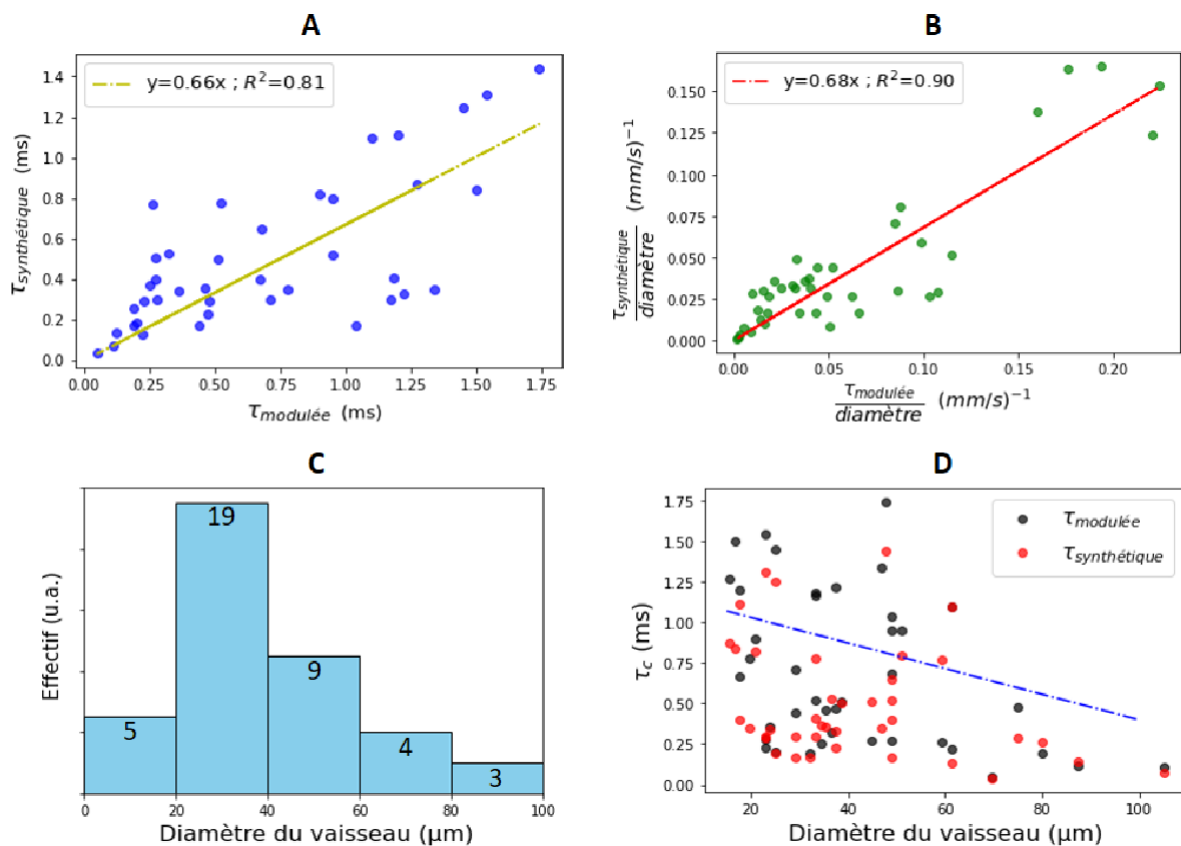 A
y=0.66x ; R²=0.81
1.4
1.2
1.0
0.8
0.6
0.4
0.2
0.0
τsynthétique (ms)
0.00 0.25 0.50 0.75 1.00 1.25 1.50 1.75
τmodulée (ms)
B
y=0.68x ; R²=0.90
0.150
0.125
0.100
0.075
0.050
0.025
0.000
τsynthétique
diamètre
(mm/s)⁻¹
0.00 0.05 0.10 0.15 0.20
τmodulée
diamètre
(mm/s)⁻¹
C
Effectif (u.a.)
5
19
9
4
3
0 20 40 60 80 100
Diamètre du vaisseau (µm)
D
τmodulée
τsynthétique
1.75
1.50
1.25
1.00
0.75
0.50
0.25
0.00
τc (ms)
20 40 60 80 100
Diamètre du vaisseau (µm)